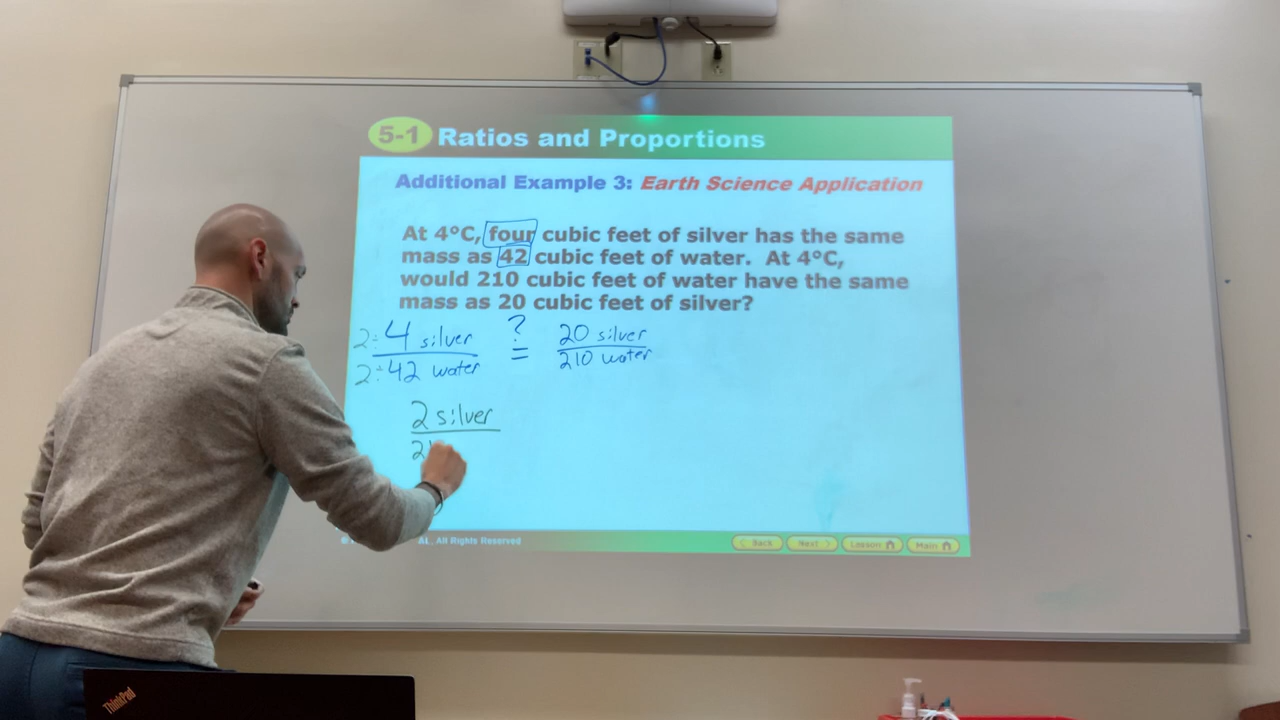 5-1 Ratios and Proportions
Additional Example 3: Earth Science Application
At 4°C, four cubic feet of silver has the same
mass as 42 cubic feet of water. At 4°C,
would 210 cubic feet of water have the same
mass as 20 cubic feet of silver?
2÷4 silver ? 20 silver
2÷42 water = 210 water
2 silver
2
AL. All Rights Reserved
Back Next Lesson Main
ThinkPad